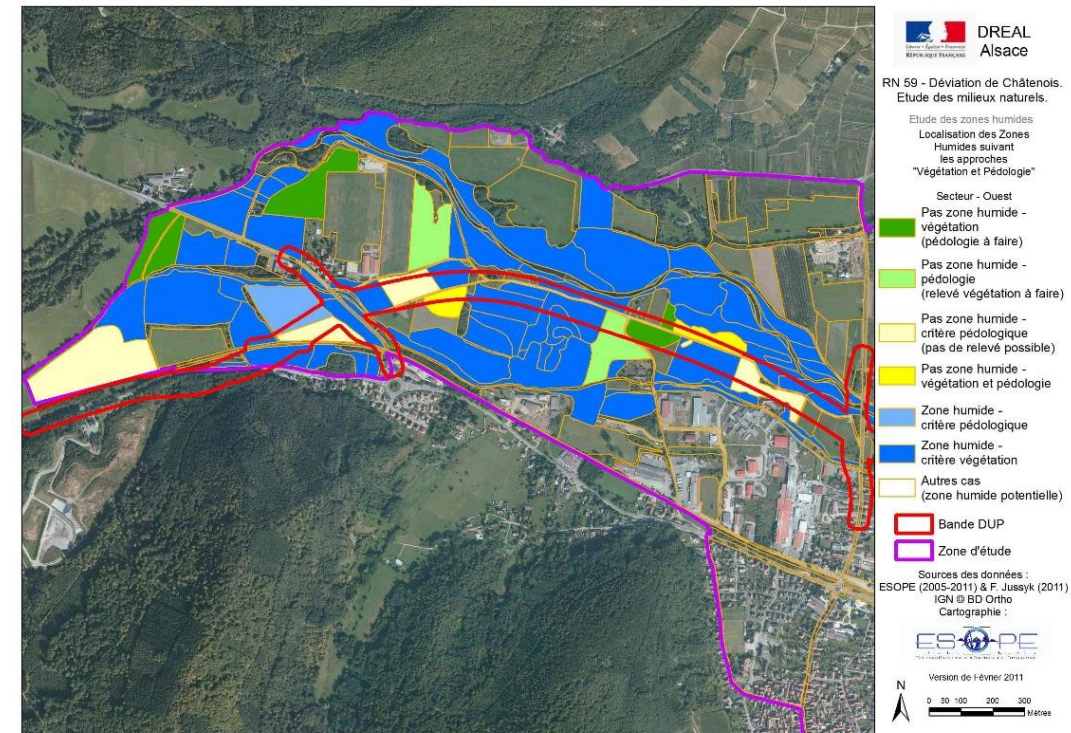 RÉPUBLIQUE FRANÇAISE
DREAL
Alsace
RN 59 - Déviation de Châtenois.
Etude des milieux naturels.
Etude des zones humides
Localisation des Zones
Humides suivant
les approches
"Végétation et Pédologie"
Secteur - Ouest
Pas zone humide -
végétation
(pédologie à faire)
Pas zone humide -
pédologie
(relevé végétation à faire)
Pas zone humide -
critère pédologique
(pas de relevé possible)
Pas zone humide -
végétation et pédologie
Zone humide -
critère pédologique
Zone humide -
critère végétation
Autres cas
(zone humide potentielle)
Bande DUP
Zone d'étude
Sources des données :
ESOPE (2005-2011) & F. Jussyk (2011)
IGN © BD Ortho
Cartographie :
ESOPE
Version de Février 2011
N
0 50 100 200 300
Mètres